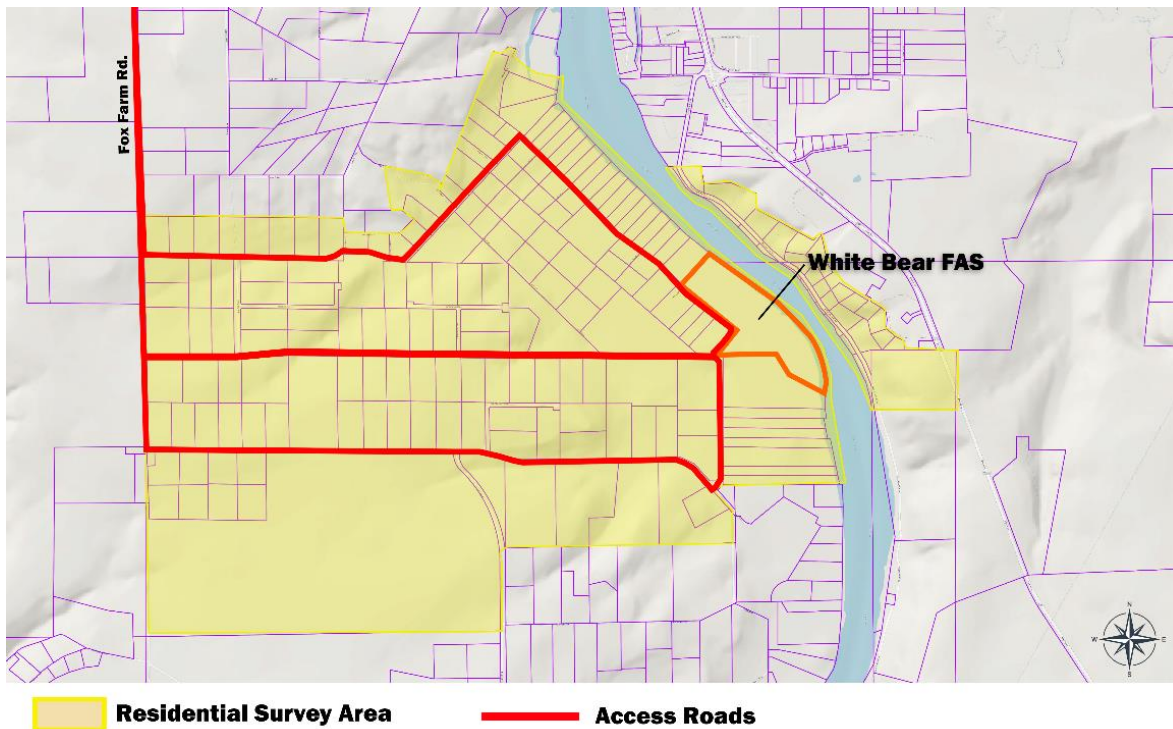 Fox Farm Rd.
White Bear FAS
N
W
E
S
Residential Survey Area
Access Roads